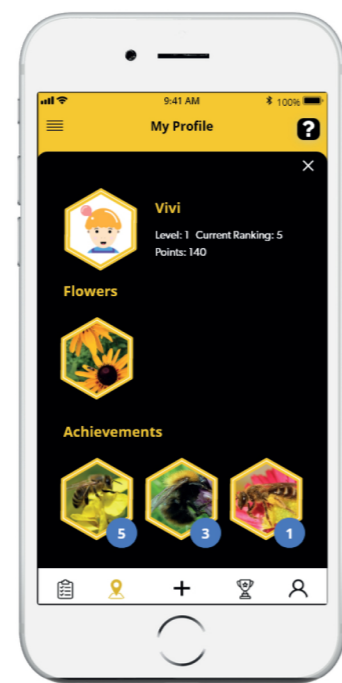 9:41 AM
100%
My Profile
?
Vivi
Level: 1 Current Ranking: 5
Points: 140
Flowers
Achievements
5
3
1